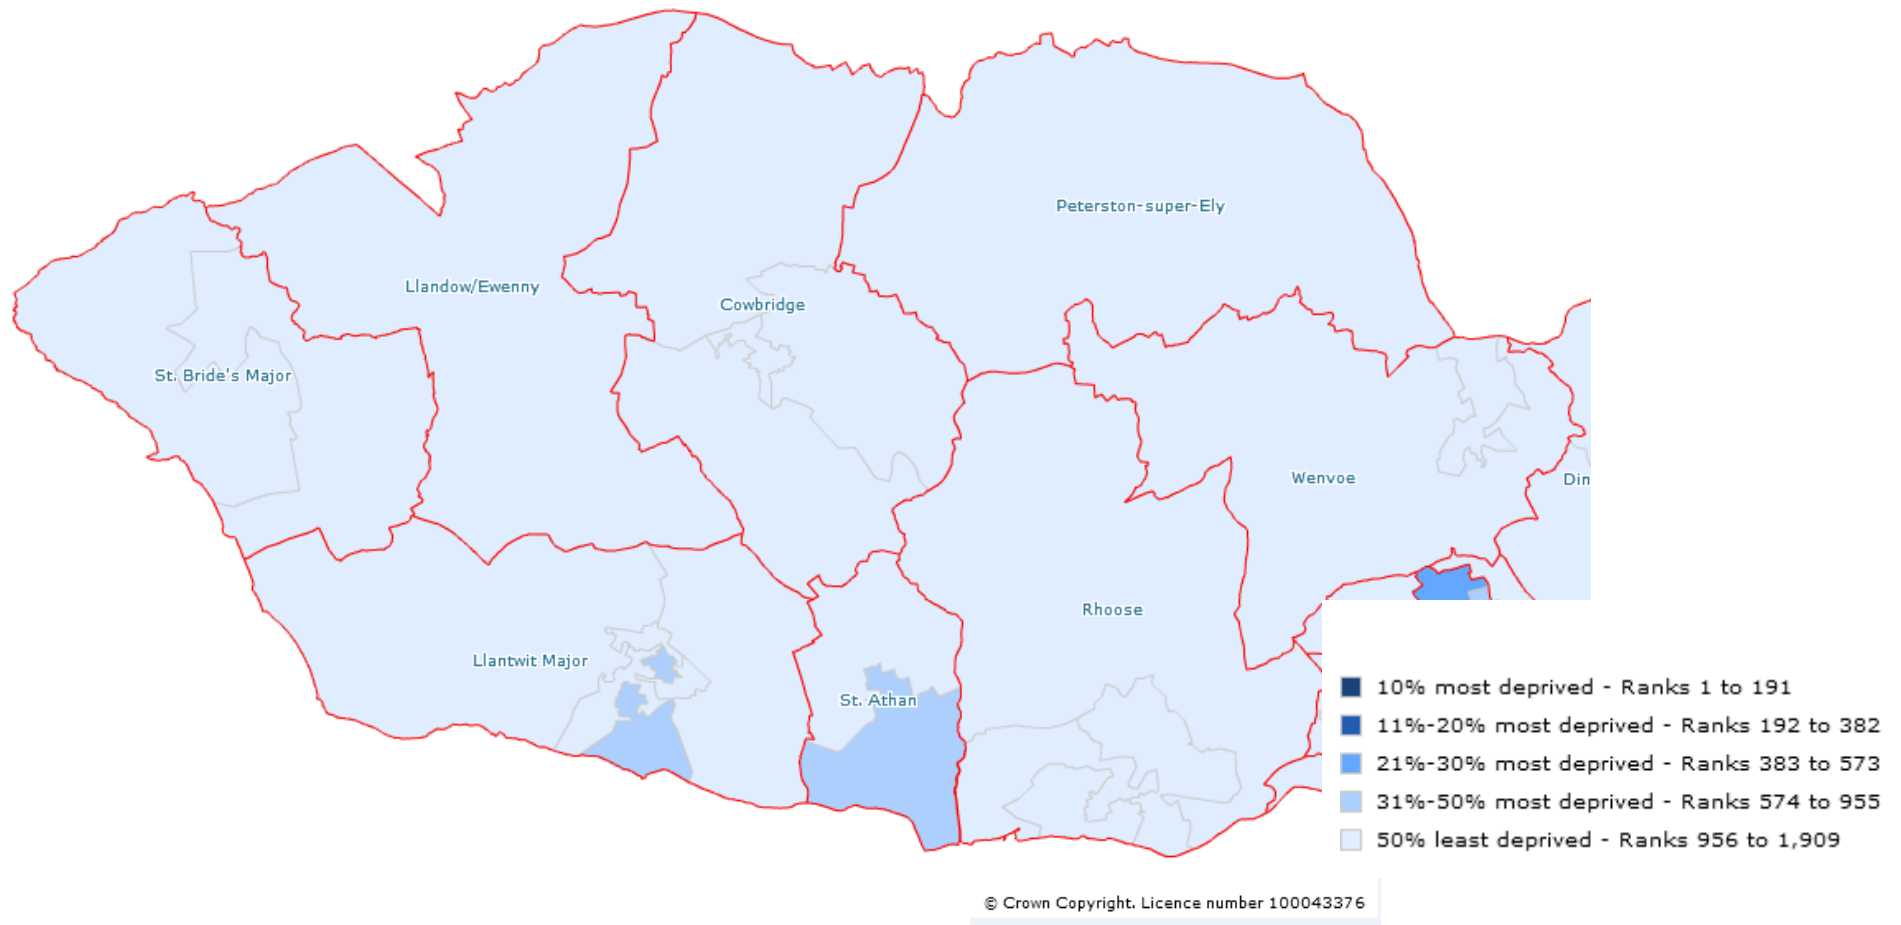 Peterston-super-Ely
Llandow/Ewenny
Cowbridge
St. Bride's Major
Wenvoe
Din
Rhoose
Llantwit Major
St. Athan
10% most deprived - Ranks 1 to 191
11%-20% most deprived - Ranks 192 to 382
21%-30% most deprived - Ranks 383 to 573
31%-50% most deprived - Ranks 574 to 955
50% least deprived - Ranks 956 to 1,909
© Crown Copyright. Licence number 100043376